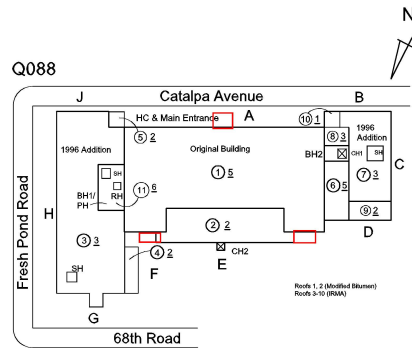 N
Q088
J
Catalpa Avenue
B
HC & Main Entrance
A
10 1
5 2
8 3
1996 Addition
1996 Addition
Original Building
BH2
CH1
SH
SH
1 5
7 3
C
BH1/
PH
RH
11 6
6 5
H
Fresh Pond Road
2 2
9 2
3 3
D
4 2
F
E
CH2
SH
G
Roofs 1, 2 (Modified Bitumen)
Roofs 3-10 (IRMA)
68th Road